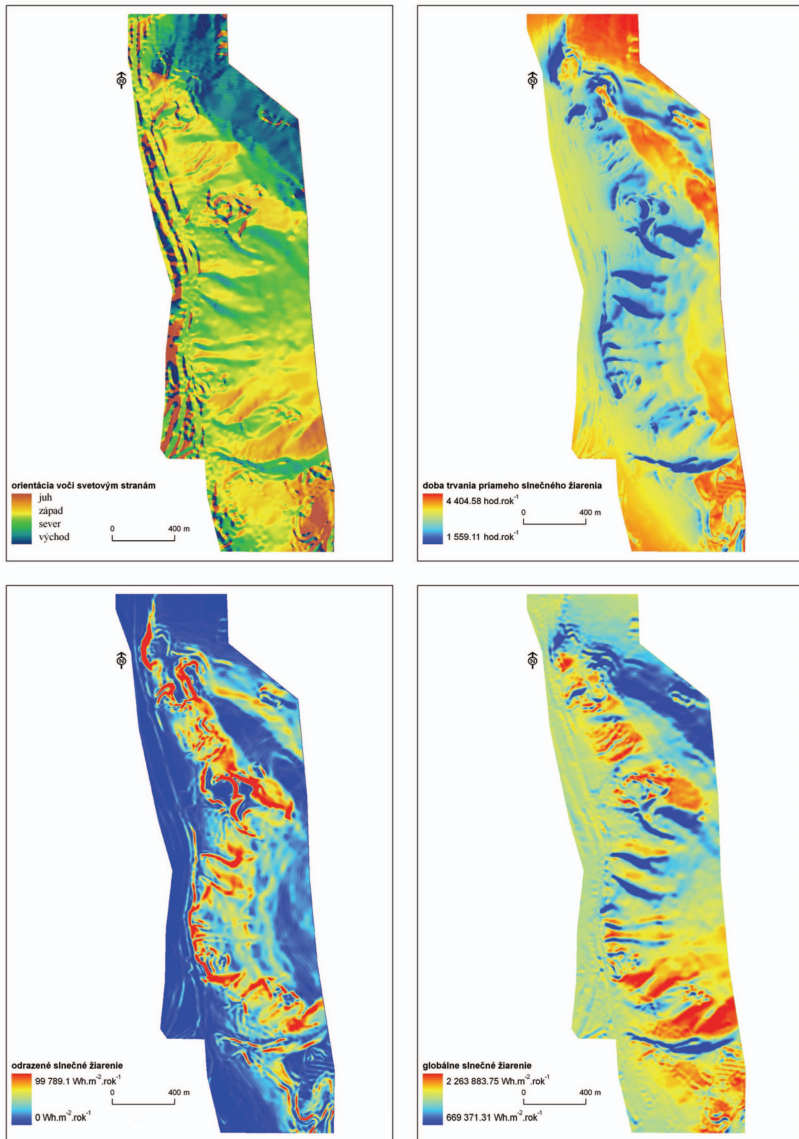 N
orientácia voči svetovým stranám
juh
západ
sever
východ
0 400 m
N
doba trvania priameho slnečného žiarenia
4 404.58 hod.rok⁻¹
1 559.11 hod.rok⁻¹
0 400 m
N
odrazené slnečné žiarenie
99 789.1 Wh.m⁻².rok⁻¹
0 Wh.m⁻².rok⁻¹
0 400 m
N
globálne slnečné žiarenie
2 263 883.75 Wh.m⁻².rok⁻¹
669 371.31 Wh.m⁻².rok⁻¹
0 400 m